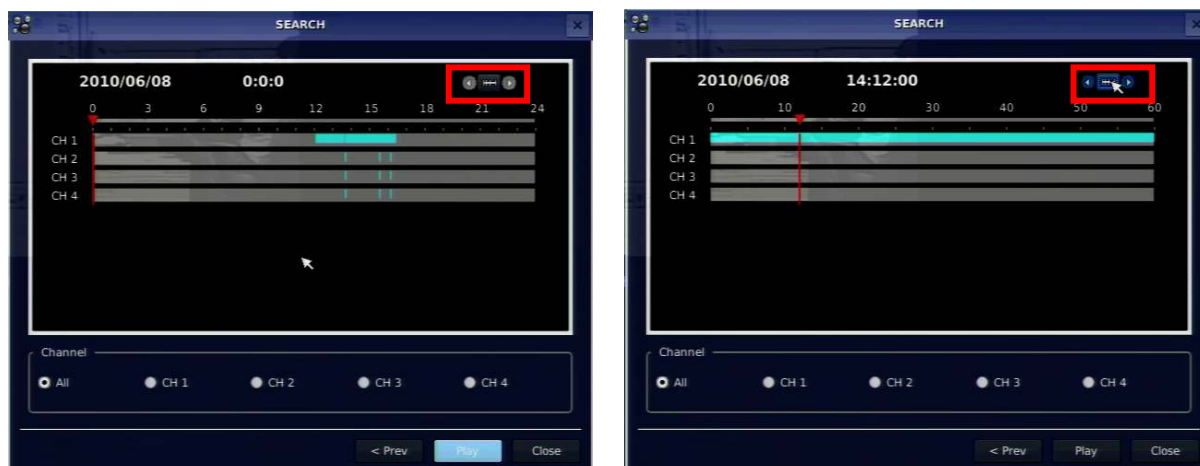 SEARCH
2010/06/08 0:0:0
0 3 6 9 12 15 18 21 24
CH 1
CH 2
CH 3
CH 4
Channel
All CH 1 CH 2 CH 3 CH 4
< Prev Play Close
SEARCH
2010/06/08 14:12:00
0 10 20 30 40 50 60
CH 1
CH 2
CH 3
CH 4
Channel
All CH 1 CH 2 CH 3 CH 4
< Prev Play Close